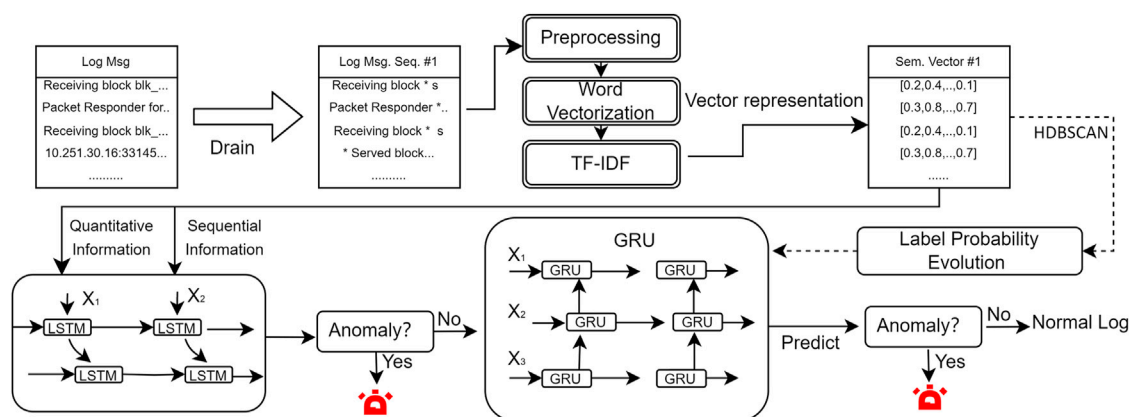 Log Msg
Receiving block blk_...
Packet Responder for..
Receiving block blk_...
10.251.30.16:33145...
..........
Drain
Log Msg. Seq. #1
Receiving block * s
Packet Responder *..
Receiving block * s
* Served block...
..........
Preprocessing
Word
Vectorization
TF-IDF
Vector representation
Sem. Vector #1
[0.2,0.4,..,0.1]
[0.3,0.8,..,0.7]
[0.2,0.4,..,0.1]
[0.3,0.8,..,0.7]
......
HDBSCAN
Label Probability
Evolution
Quantitative
Information
Sequential
Information
X1
X2
LSTM
LSTM
LSTM
LSTM
Anomaly?
No
Yes
GRU
X1
GRU
GRU
X2
GRU
GRU
X3
GRU
GRU
Predict
Anomaly?
No
Yes
Normal Log